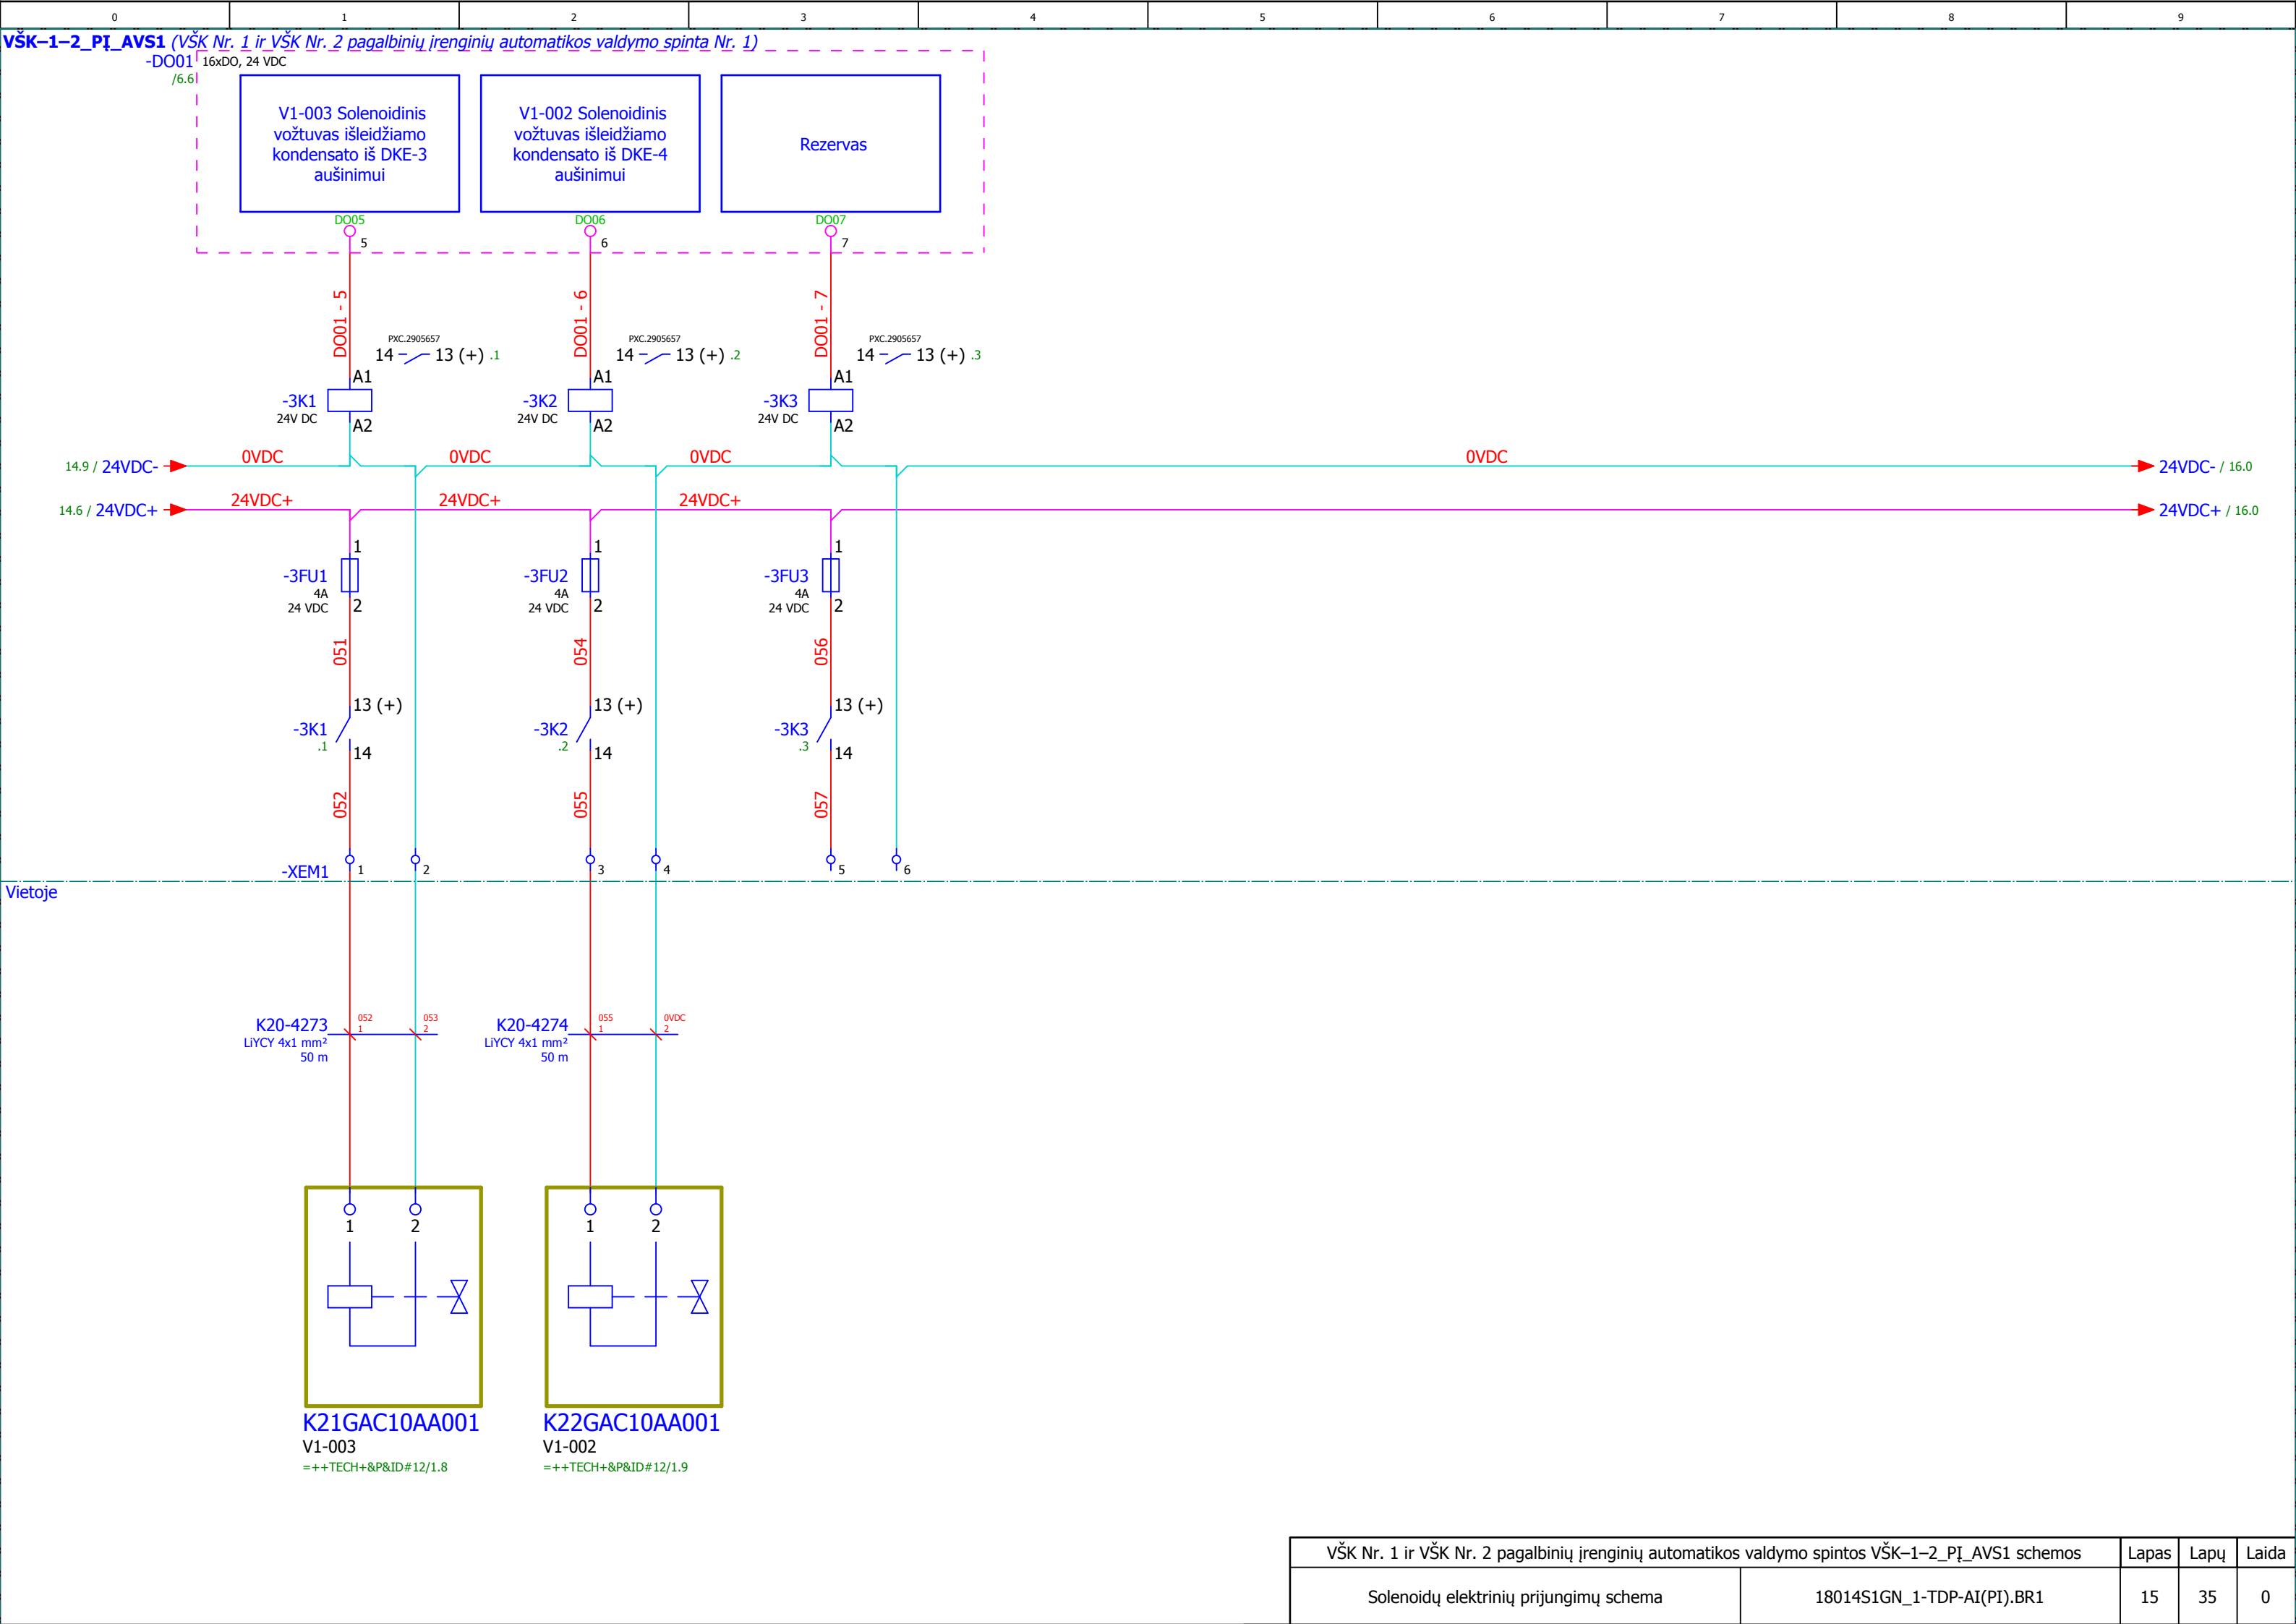 0 1 2 3 4 5 6 7 8 9
VŠK–1–2_PĮ_AVS1 (VŠK Nr. 1 ir VŠK Nr. 2 pagalbinių įrenginių automatikos valdymo spinta Nr. 1)
-DO01 16xDO, 24 VDC
/6.6
V1-003 Solenoidinis
vožtuvas išleidžiamo
kondensato iš DKE-3
aušinimui
V1-002 Solenoidinis
vožtuvas išleidžiamo
kondensato iš DKE-4
aušinimui
Rezervas
DO05 DO06 DO07
5 6 7
DO01 - 5 DO01 - 6 DO01 - 7
PXC.2905657 PXC.2905657 PXC.2905657
14 13 (+) .1 14 13 (+) .2 14 13 (+) .3
A1 A1 A1
-3K1 -3K2 -3K3
24V DC 24V DC 24V DC
A2 A2 A2
0VDC 0VDC 0VDC 0VDC
14.9 / 24VDC- 24VDC- / 16.0
24VDC+ 24VDC+ 24VDC+
14.6 / 24VDC+ 24VDC+ / 16.0
1 1 1
-3FU1 -3FU2 -3FU3
4A 4A 4A
24 VDC 2 24 VDC 2 24 VDC 2
051 054 056
13 (+) 13 (+) 13 (+)
-3K1 -3K2 -3K3
.1 .2 .3
14 14 14
052 055 057
-XEM1 1 2 3 4 5 6
Vietoje
052 053 055 0VDC
K20-4273 1 2 K20-4274 1 2
LiYCY 4x1 mm² LiYCY 4x1 mm²
50 m 50 m
1 2 1 2
K21GAC10AA001 K22GAC10AA001
V1-003 V1-002
=++TECH+&P&ID#12/1.8 =++TECH+&P&ID#12/1.9
VŠK Nr. 1 ir VŠK Nr. 2 pagalbinių įrenginių automatikos valdymo spintos VŠK–1–2_PĮ_AVS1 schemos Lapas Lapų Laida
Solenoidų elektrinių prijungimų schema 18014S1GN_1-TDP-AI(PĮ).BR1 15 35 0